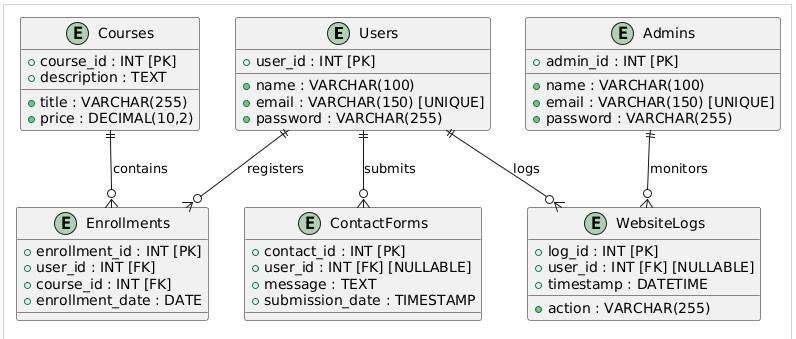 E Courses
course_id : INT [PK]
description : TEXT
title : VARCHAR(255)
price : DECIMAL(10,2)
E Users
user_id : INT [PK]
name : VARCHAR(100)
email : VARCHAR(150) [UNIQUE]
password : VARCHAR(255)
E Admins
admin_id : INT [PK]
name : VARCHAR(100)
email : VARCHAR(150) [UNIQUE]
password : VARCHAR(255)
contains
registers
submits
logs
monitors
E Enrollments
enrollment_id : INT [PK]
user_id : INT [FK]
course_id : INT [FK]
enrollment_date : DATE
E ContactForms
contact_id : INT [PK]
user_id : INT [FK] [NULLABLE]
message : TEXT
submission_date : TIMESTAMP
E WebsiteLogs
log_id : INT [PK]
user_id : INT [FK] [NULLABLE]
timestamp : DATETIME
action : VARCHAR(255)